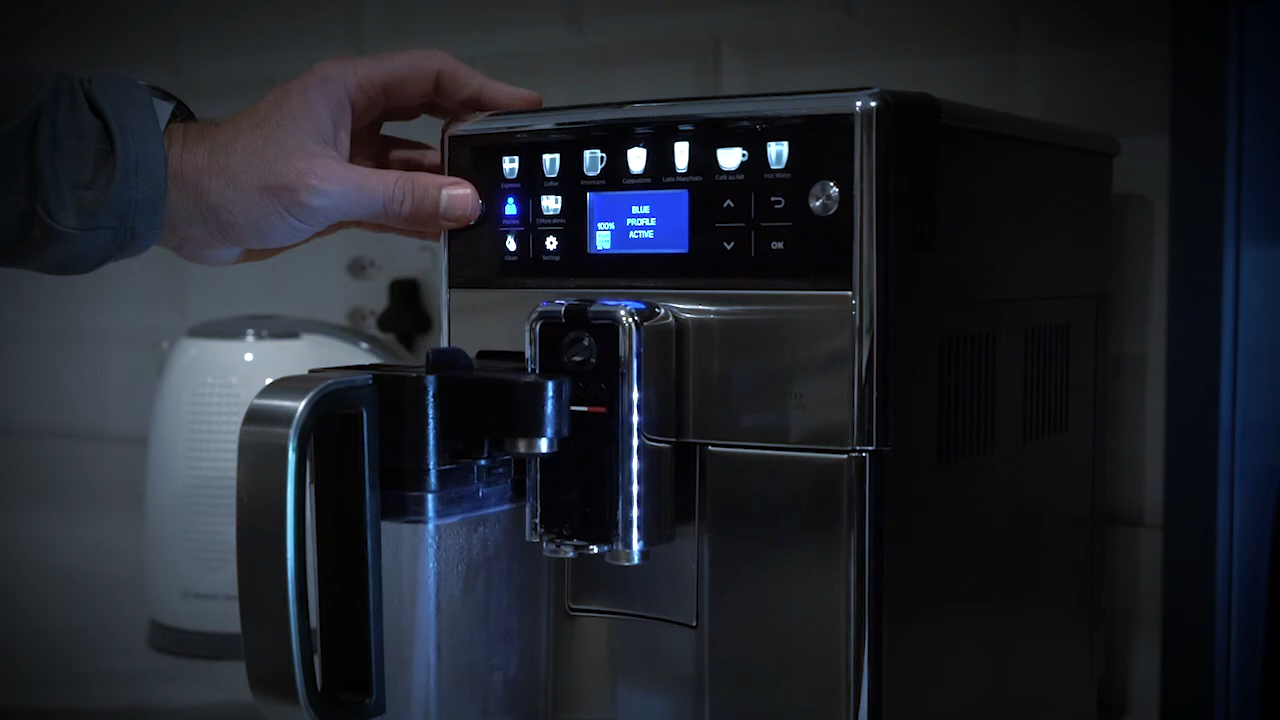 Espresso
Coffee
Americano
Cappuccino
Latte Macchiato
Café au lait
Hot Water
Profiles
BLUE
PROFILE
ACTIVE
100%
Clean
Settings
OK